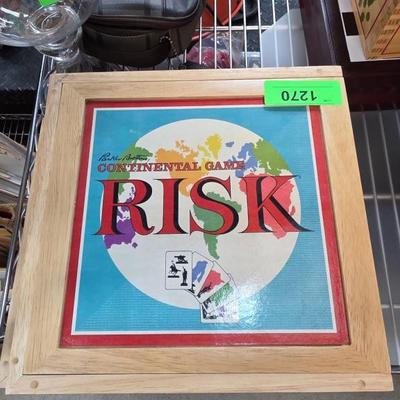 1270
Parker Brothers
CONTINENTAL GAME
RISK